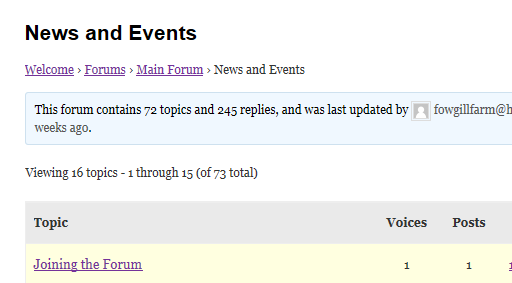 News and Events
Welcome › Forums › Main Forum › News and Events
This forum contains 72 topics and 245 replies, and was last updated by fowgillfarm@h
weeks ago.
Viewing 16 topics - 1 through 15 (of 73 total)
Topic Voices Posts
Joining the Forum 1 1